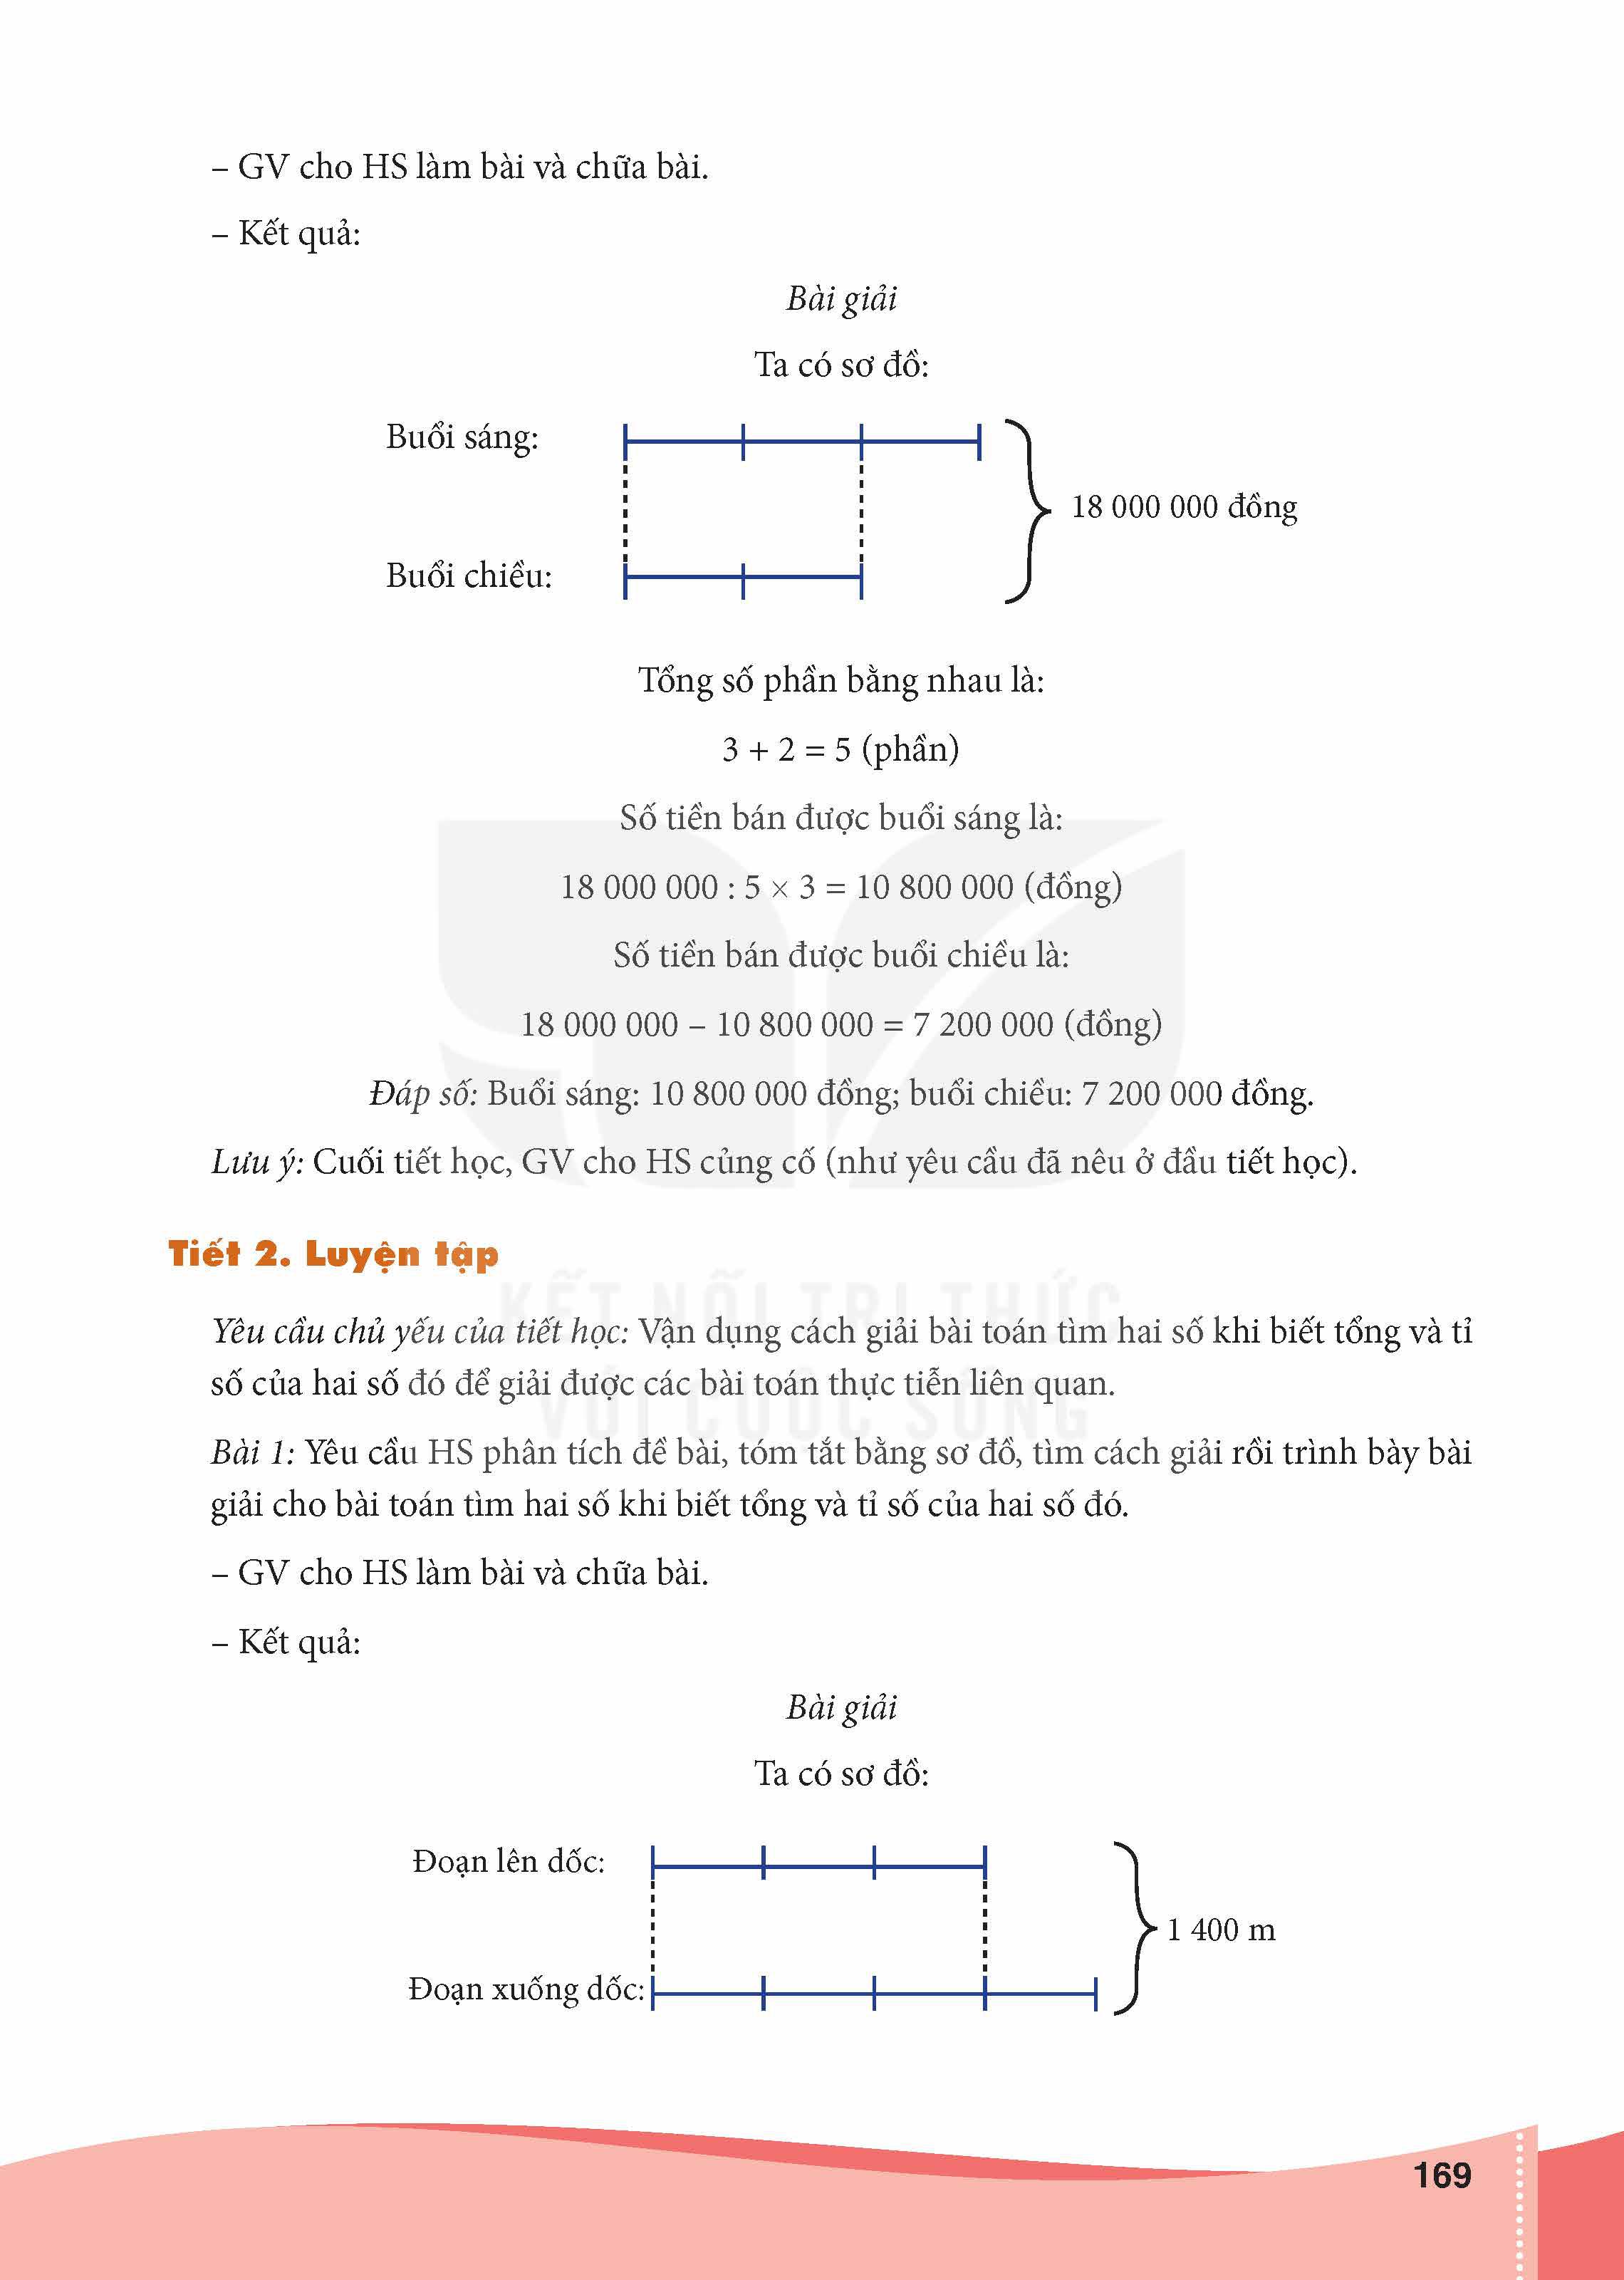 – GV cho HS làm bài và chữa bài.
– Kết quả:
Bài giải
Ta có sơ đồ:
Buổi sáng:
18 000 000 đồng
Buổi chiều:
Tổng số phần bằng nhau là:
3 + 2 = 5 (phần)
Số tiền bán được buổi sáng là:
18 000 000 : 5 × 3 = 10 800 000 (đồng)
Số tiền bán được buổi chiều là:
18 000 000 – 10 800 000 = 7 200 000 (đồng)
Đáp số: Buổi sáng: 10 800 000 đồng; buổi chiều: 7 200 000 đồng.
Lưu ý: Cuối tiết học, GV cho HS củng cố (như yêu cầu đã nêu ở đầu tiết học).
Tiết 2. Luyện tập
KẾT NỐI TRI THỨC
Yêu cầu chủ yếu của tiết học: Vận dụng cách giải bài toán tìm hai số khi biết tổng và tỉ
số của hai số đó để giải được các bài toán thực tiễn liên quan.
VỚI CUỘC SỐNG
Bài 1: Yêu cầu HS phân tích đề bài, tóm tắt bằng sơ đồ, tìm cách giải rồi trình bày bài
giải cho bài toán tìm hai số khi biết tổng và tỉ số của hai số đó.
– GV cho HS làm bài và chữa bài.
– Kết quả:
Bài giải
Ta có sơ đồ:
Đoạn lên dốc:
1 400 m
Đoạn xuống dốc:
169